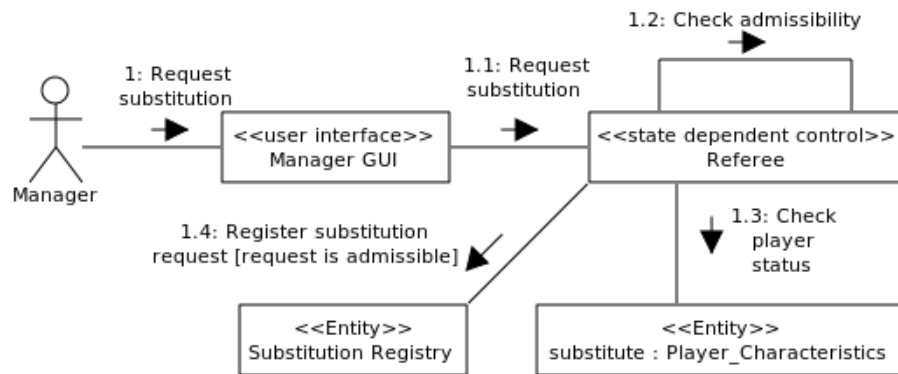 1.2: Check admissibility
1: Request
substitution
1.1: Request
substitution
<<user interface>>
Manager GUI
<<state dependent control>>
Referee
Manager
1.4: Register substitution
request [request is admissible]
1.3: Check
player
status
<<Entity>>
Substitution Registry
<<Entity>>
substitute : Player_Characteristics